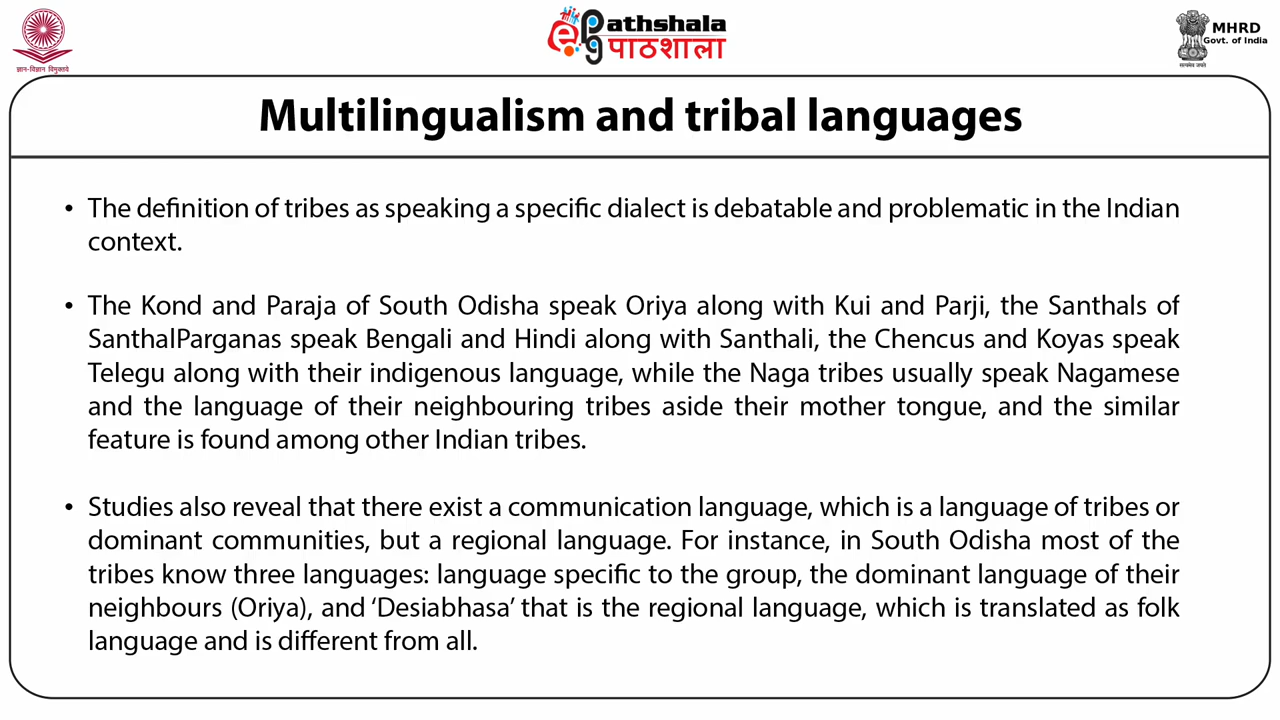 ज्ञान-विज्ञान विमुक्तये
ePG Pathshala
पाठशाला
सत्यमेव जयते
MHRD
Govt. of India
Multilingualism and tribal languages
• The definition of tribes as speaking a specific dialect is debatable and problematic in the Indian
context.
• The Kond and Paraja of South Odisha speak Oriya along with Kui and Parji, the Santhals of
SanthalParganas speak Bengali and Hindi along with Santhali, the Chencus and Koyas speak
Telegu along with their indigenous language, while the Naga tribes usually speak Nagamese
and the language of their neighbouring tribes aside their mother tongue, and the similar
feature is found among other Indian tribes.
• Studies also reveal that there exist a communication language, which is a language of tribes or
dominant communities, but a regional language. For instance, in South Odisha most of the
tribes know three languages: language specific to the group, the dominant language of their
neighbours (Oriya), and ‘Desiabhasa’ that is the regional language, which is translated as folk
language and is different from all.